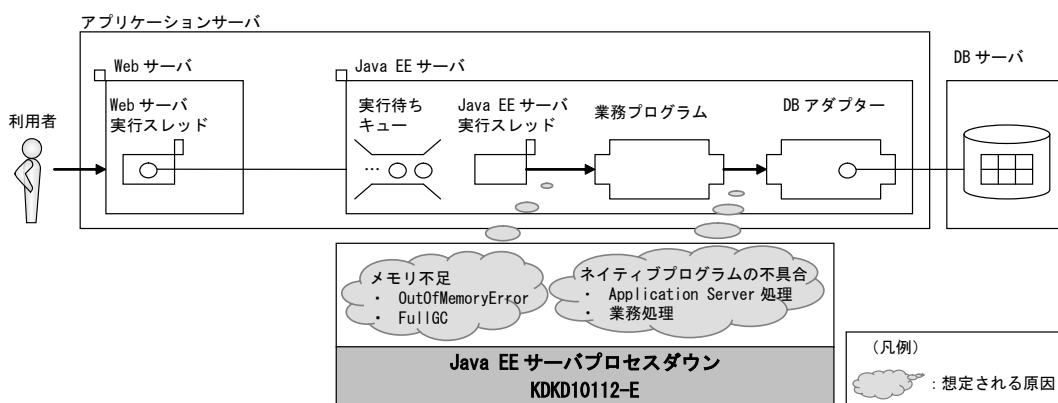 アプリケーションサーバ
Web サーバ
Java EE サーバ
DB サーバ
利用者
Web サーバ
実行スレッド
実行待ち
キュー
…
Java EE サーバ
実行スレッド
業務プログラム
DB アダプター
メモリ不足
・ OutOfMemoryError
・ FullGC
ネイティブプログラムの不具合
・ Application Server 処理
・ 業務処理
Java EE サーバプロセスダウン
KDKD10112-E
(凡例)
:想定される原因